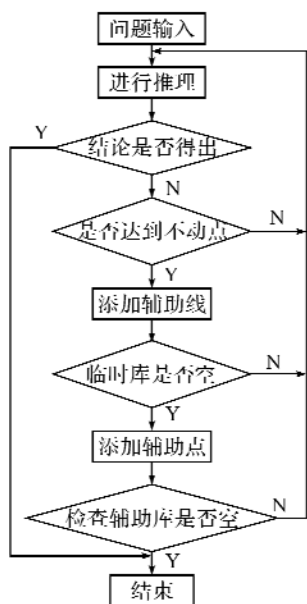 问题输入
进行推理
Y
结论是否得出
N
是否达到不动点
N
Y
添加辅助线
临时库是否空
N
Y
添加辅助点
检查辅助库是否空
N
Y
结束